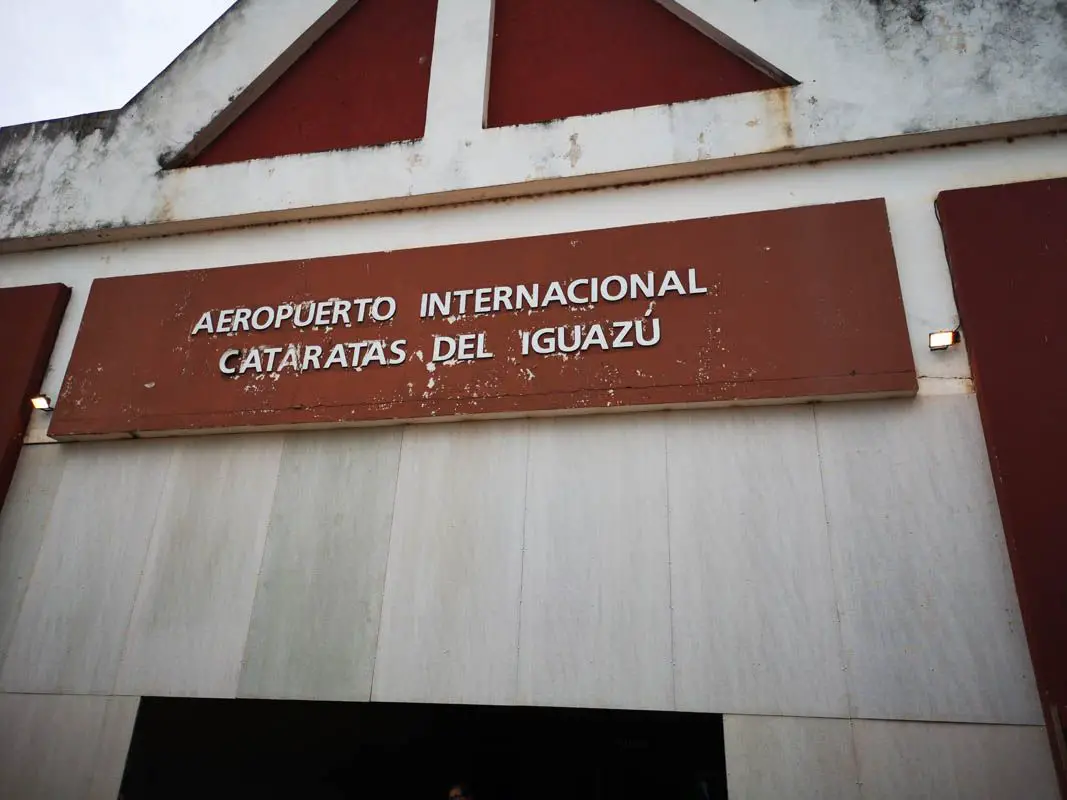 AEROPUERTO INTERNACIONAL
CATARATAS DEL IGUAZÚ